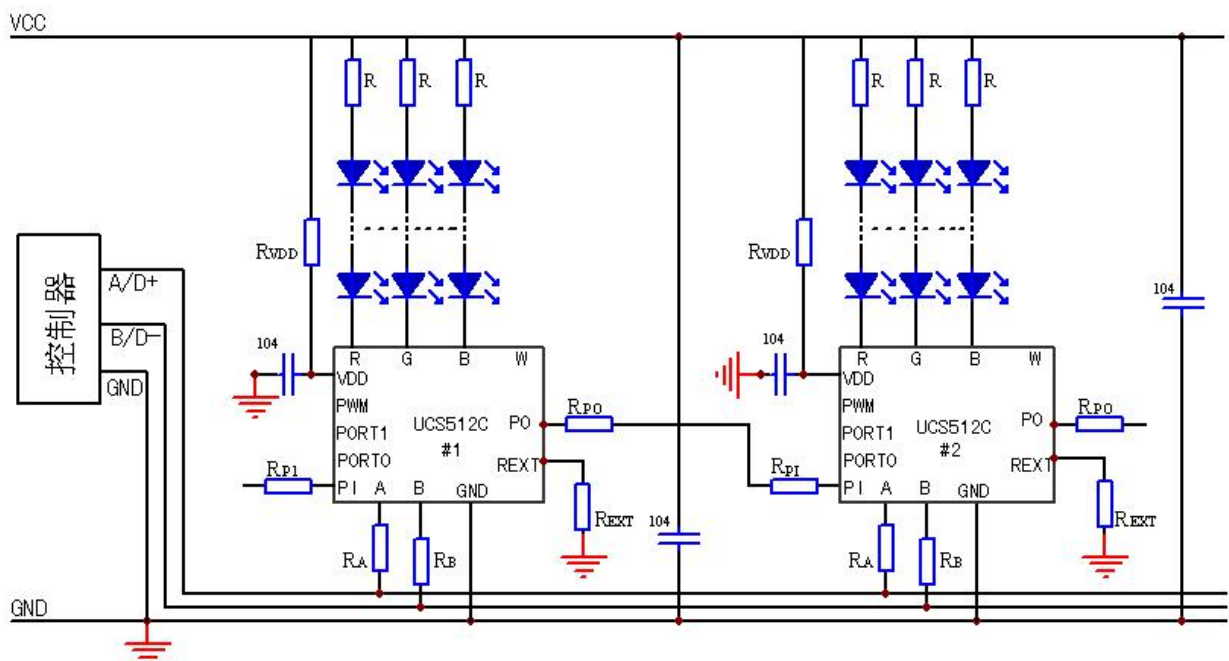 VCC
R
R
R
R
R
R
RVDD
RVDD
控制器
A/D+
B/D-
GND
104
104
104
104
R
G
B
W
VDD
PWM
PORT1
PORT0
PI
A
B
GND
PO
REXT
UCS512C
#1
RPO
RPI
RPI
REXT
RA
RB
R
G
B
W
VDD
PWM
PORT1
PORT0
PI
A
B
GND
PO
REXT
UCS512C
#2
RPO
REXT
RA
RB
GND